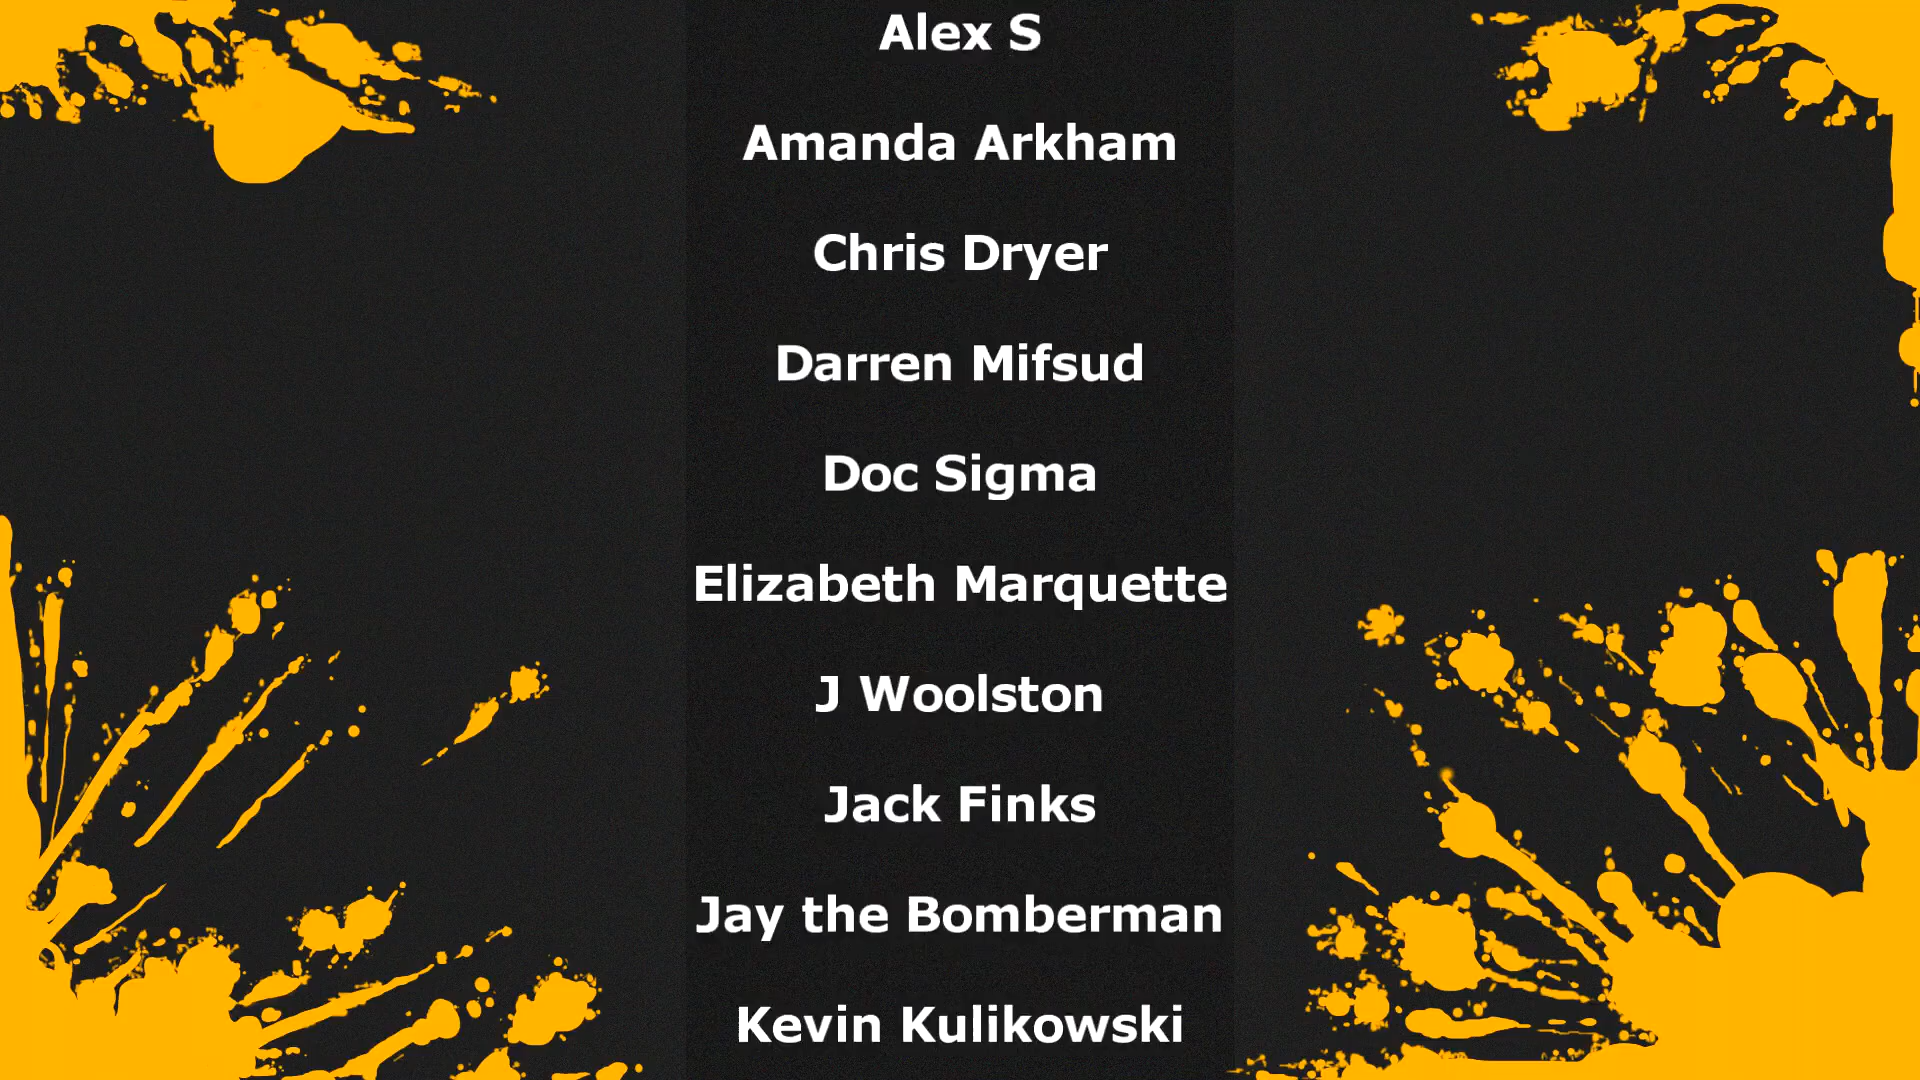 Alex S
Amanda Arkham
Chris Dryer
Darren Mifsud
Doc Sigma
Elizabeth Marquette
J Woolston
Jack Finks
Jay the Bomberman
Kevin Kulikowski